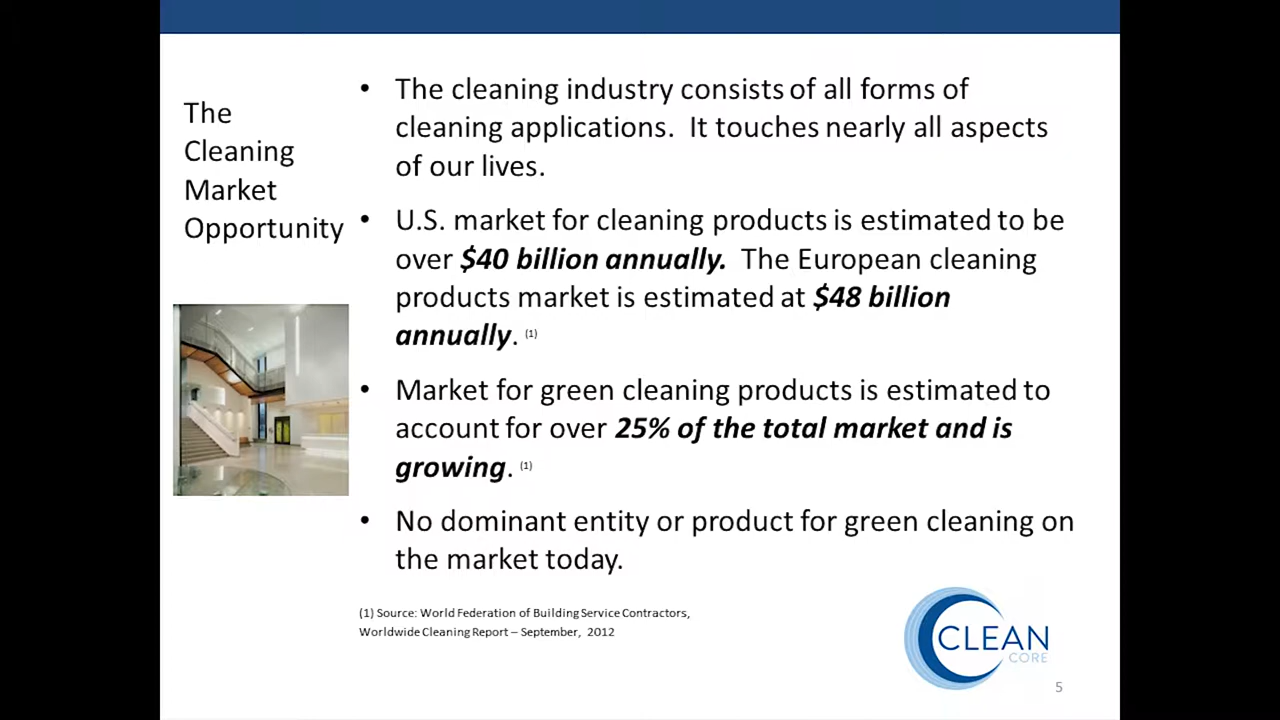 The
Cleaning
Market
Opportunity
• The cleaning industry consists of all forms of
cleaning applications.  It touches nearly all aspects
of our lives.
• U.S. market for cleaning products is estimated to be
over $40 billion annually.  The European cleaning
products market is estimated at $48 billion
annually. (1)
• Market for green cleaning products is estimated to
account for over 25% of the total market and is
growing. (1)
• No dominant entity or product for green cleaning on
the market today.
(1) Source: World Federation of Building Service Contractors,
Worldwide Cleaning Report – September,  2012
CLEAN
CORE
5